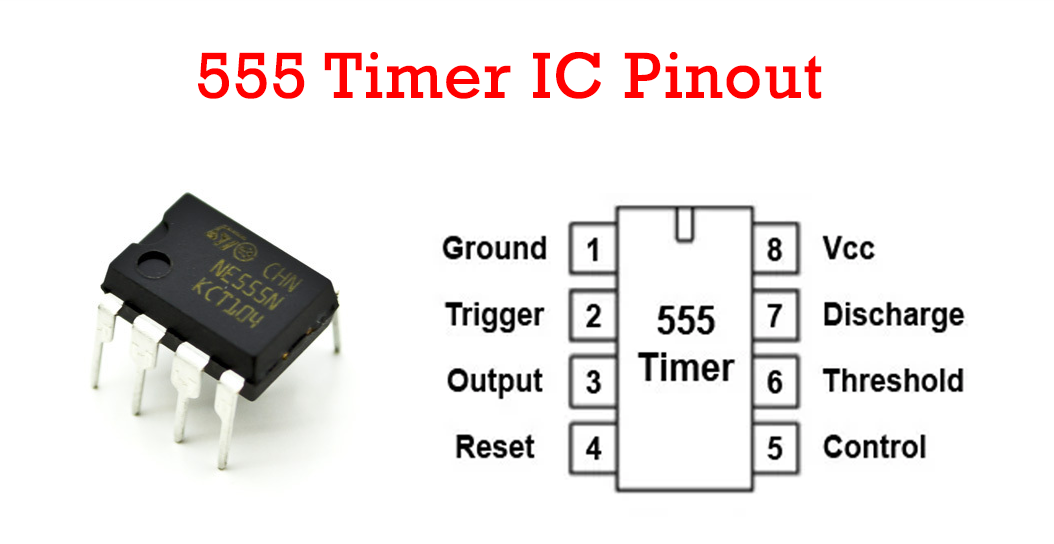 555 Timer IC Pinout
CHN
NE555N
KCT104
Ground 1
Trigger 2
Output 3
Reset 4
555
Timer
8 Vcc
7 Discharge
6 Threshold
5 Control